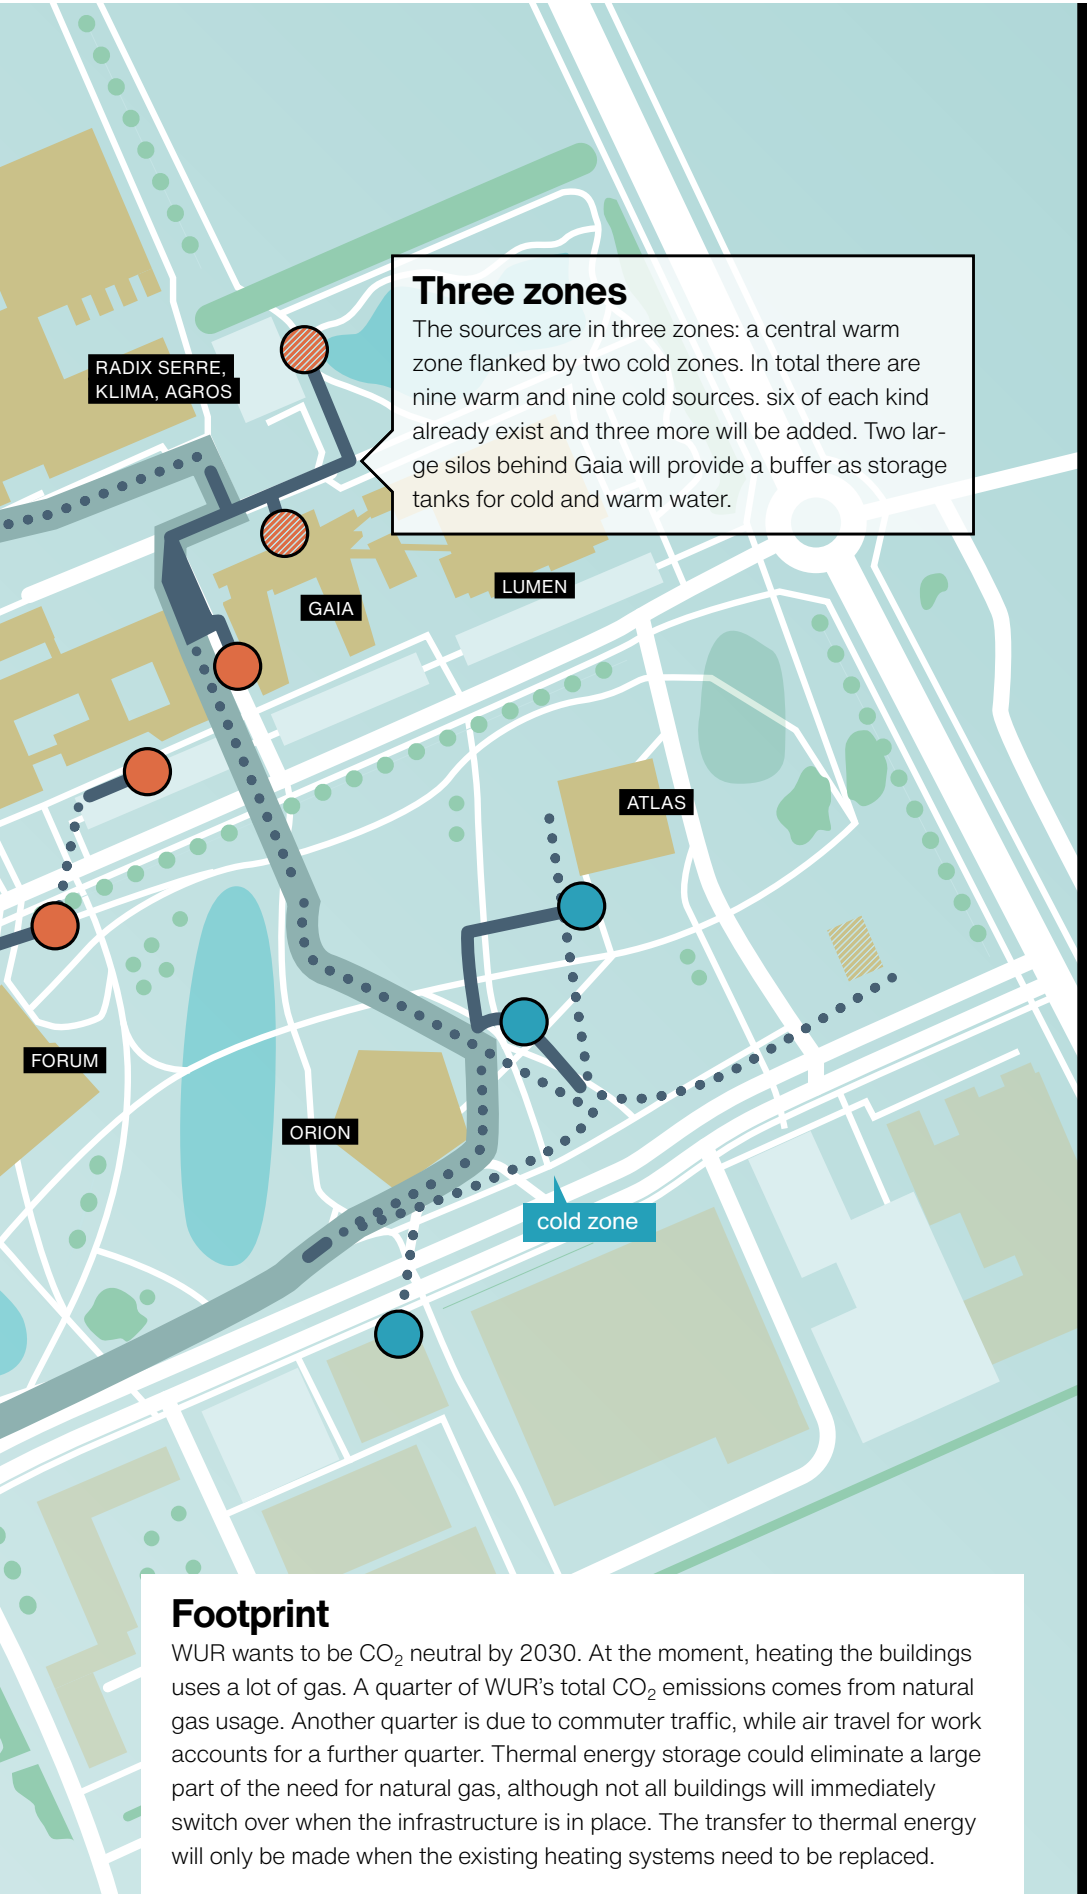 Three zones
The sources are in three zones: a central warm
zone flanked by two cold zones. In total there are
nine warm and nine cold sources. six of each kind
already exist and three more will be added. Two lar-
ge silos behind Gaia will provide a buffer as storage
tanks for cold and warm water.
RADIX SERRE,
KLIMA, AGROS
LUMEN
GAIA
ATLAS
FORUM
ORION
cold zone
Footprint
WUR wants to be CO₂ neutral by 2030. At the moment, heating the buildings
uses a lot of gas. A quarter of WUR's total CO₂ emissions comes from natural
gas usage. Another quarter is due to commuter traffic, while air travel for work
accounts for a further quarter. Thermal energy storage could eliminate a large
part of the need for natural gas, although not all buildings will immediately
switch over when the infrastructure is in place. The transfer to thermal energy
will only be made when the existing heating systems need to be replaced.